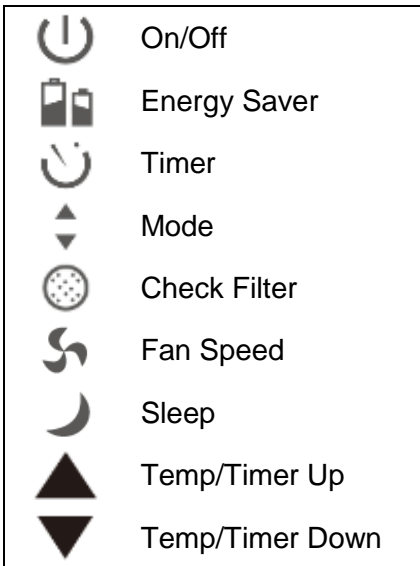 On/Off
Energy Saver
Timer
Mode
Check Filter
Fan Speed
Sleep
Temp/Timer Up
Temp/Timer Down